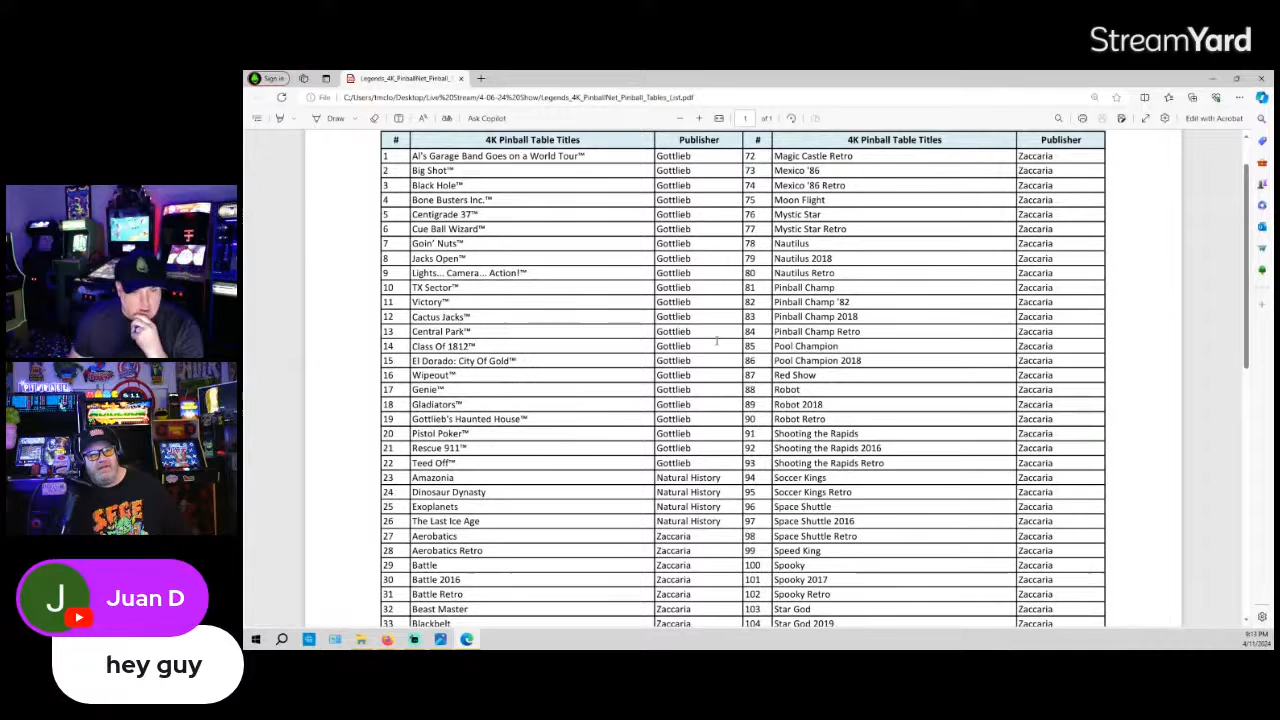 StreamYard
Sign in
Legends_4K_PinballNet_Pinball_
File C:/Users/tmclo/Desktop/Live%20Stream/4-06-24%20Show/Legends_4K_PinballNet_Pinball_Tables_List.pdf
Draw Ask Copilot 1 of 1 Edit with Acrobat
# 4K Pinball Table Titles Publisher # 4K Pinball Table Titles Publisher
1 Al's Garage Band Goes on a World Tour™ Gottlieb 72 Magic Castle Retro Zaccaria
2 Big Shot™ Gottlieb 73 Mexico '86 Zaccaria
3 Black Hole™ Gottlieb 74 Mexico '86 Retro Zaccaria
4 Bone Busters Inc.™ Gottlieb 75 Moon Flight Zaccaria
5 Centigrade 37™ Gottlieb 76 Mystic Star Zaccaria
6 Cue Ball Wizard™ Gottlieb 77 Mystic Star Retro Zaccaria
7 Goin' Nuts™ Gottlieb 78 Nautilus Zaccaria
8 Jacks Open™ Gottlieb 79 Nautilus 2018 Zaccaria
9 Lights... Camera... Action!™ Gottlieb 80 Nautilus Retro Zaccaria
10 TX Sector™ Gottlieb 81 Pinball Champ Zaccaria
11 Victory™ Gottlieb 82 Pinball Champ '82 Zaccaria
12 Cactus Jacks™ Gottlieb 83 Pinball Champ 2018 Zaccaria
13 Central Park™ Gottlieb 84 Pinball Champ Retro Zaccaria
14 Class Of 1812™ Gottlieb 85 Pool Champion Zaccaria
15 El Dorado: City Of Gold™ Gottlieb 86 Pool Champion 2018 Zaccaria
16 Wipeout™ Gottlieb 87 Red Show Zaccaria
17 Genie™ Gottlieb 88 Robot Zaccaria
18 Gladiators™ Gottlieb 89 Robot 2018 Zaccaria
19 Gottlieb's Haunted House™ Gottlieb 90 Robot Retro Zaccaria
20 Pistol Poker™ Gottlieb 91 Shooting the Rapids Zaccaria
21 Rescue 911™ Gottlieb 92 Shooting the Rapids 2016 Zaccaria
22 Teed Off™ Gottlieb 93 Shooting the Rapids Retro Zaccaria
23 Amazonia Natural History 94 Soccer Kings Zaccaria
24 Dinosaur Dynasty Natural History 95 Soccer Kings Retro Zaccaria
25 Exoplanets Natural History 96 Space Shuttle Zaccaria
26 The Last Ice Age Natural History 97 Space Shuttle 2016 Zaccaria
27 Aerobatics Zaccaria 98 Space Shuttle Retro Zaccaria
28 Aerobatics Retro Zaccaria 99 Speed King Zaccaria
29 Battle Zaccaria 100 Spooky Zaccaria
30 Battle 2016 Zaccaria 101 Spooky 2017 Zaccaria
31 Battle Retro Zaccaria 102 Spooky Retro Zaccaria
32 Beast Master Zaccaria 103 Star God Zaccaria
33 Blackbelt Zaccaria 104 Star God 2019 Zaccaria
9:13 PM
4/11/2024
J Juan D
hey guy